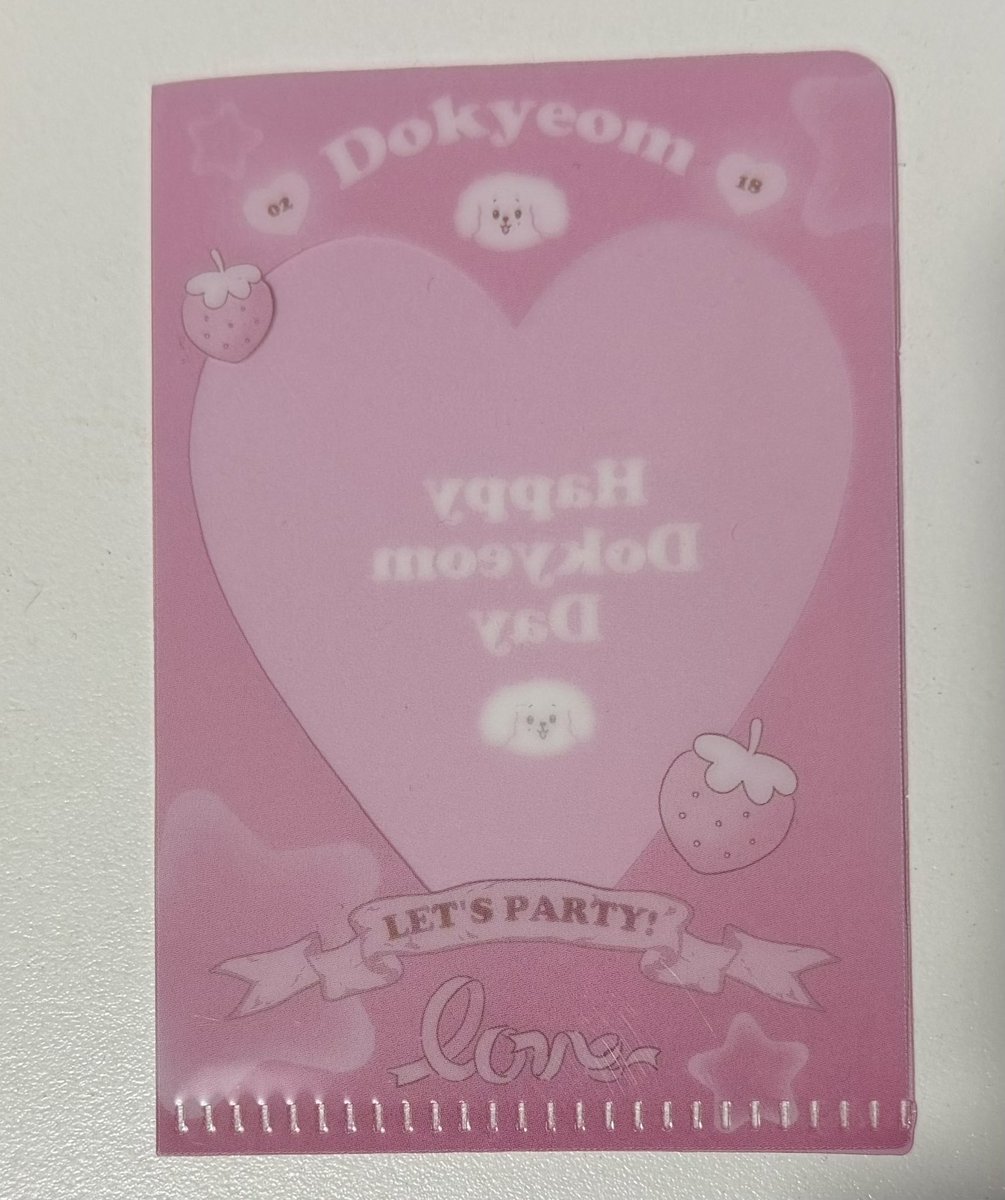 Dokyeom
02
18
Happy
Dokyeom
Day
LET'S PARTY!
love